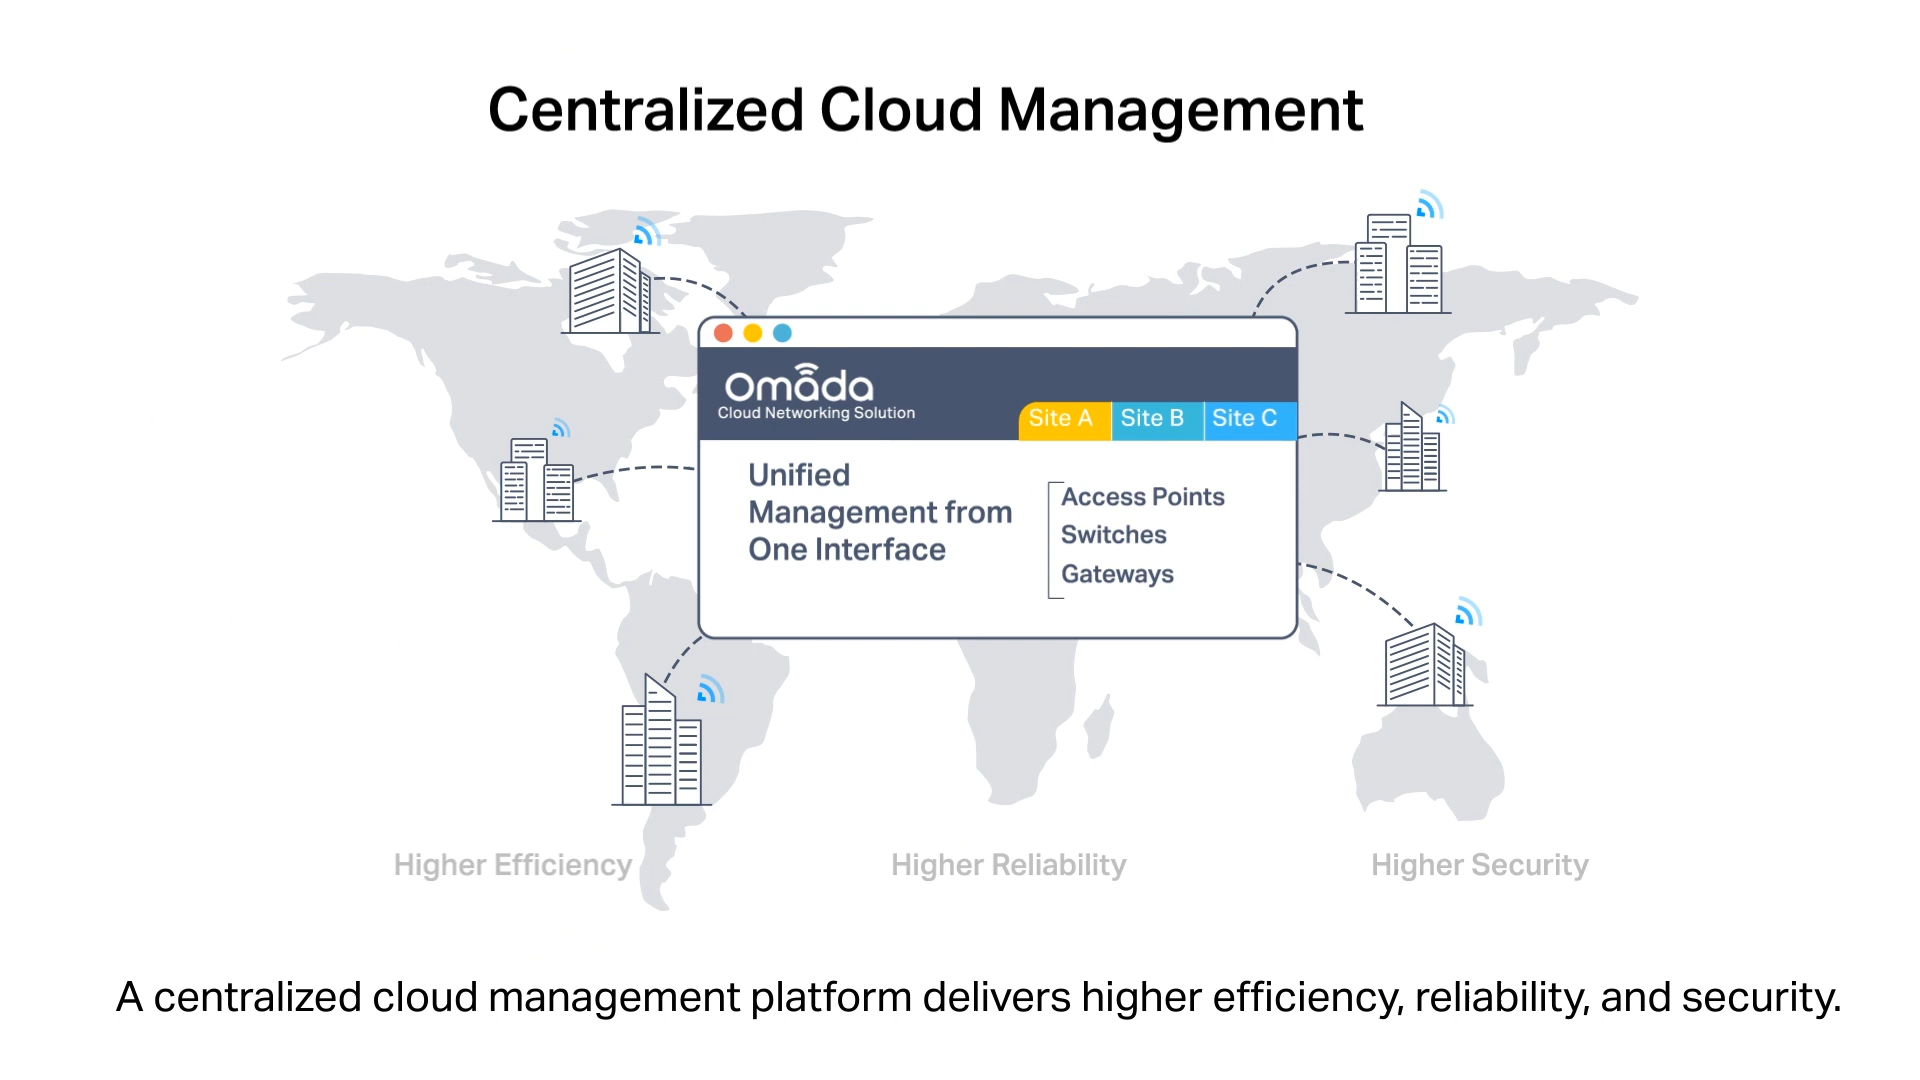 Centralized Cloud Management
Omada
Cloud Networking Solution
Site A
Site B
Site C
Unified
Management from
One Interface
Access Points
Switches
Gateways
Higher Efficiency
Higher Reliability
Higher Security
A centralized cloud management platform delivers higher efficiency, reliability, and security.